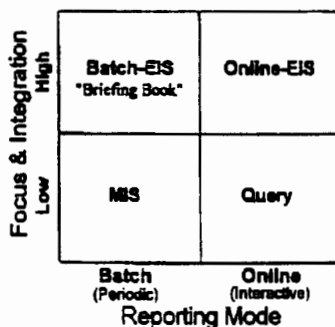 Focus & Integration
High
Low
Batch-EIS
"Briefing Book"
Online-EIS
MIS
Query
Batch
(Periodic)
Online
(Interactive)
Reporting Mode